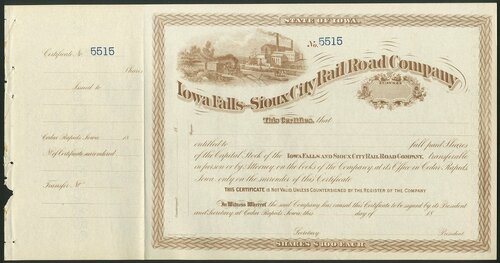 Certificate No. 5515
Shares
Issued to
Cedar Rapids Iowa 18
No. of Certificate surrendered
Transfer No.
STATE OF IOWA
No. 5515
Iowa Falls and Sioux City Rail Road Company
This Certifies, that
entitled to full paid Shares
of the Capital Stock of the IOWA FALLS AND SIOUX CITY RAIL ROAD COMPANY, transferable
in person or by Attorney on the books of the Company, at its Office in Cedar Rapids
Iowa, only on the surrender of this Certificate.
THIS CERTIFICATE IS NOT VALID UNLESS COUNTERSIGNED BY THE REGISTER OF THE COMPANY
In Witness Whereof the said Company has caused this Certificate to be signed by its President
and Secretary at Cedar Rapids, Iowa, this day of 18
Secretary President
SHARES $100 EACH